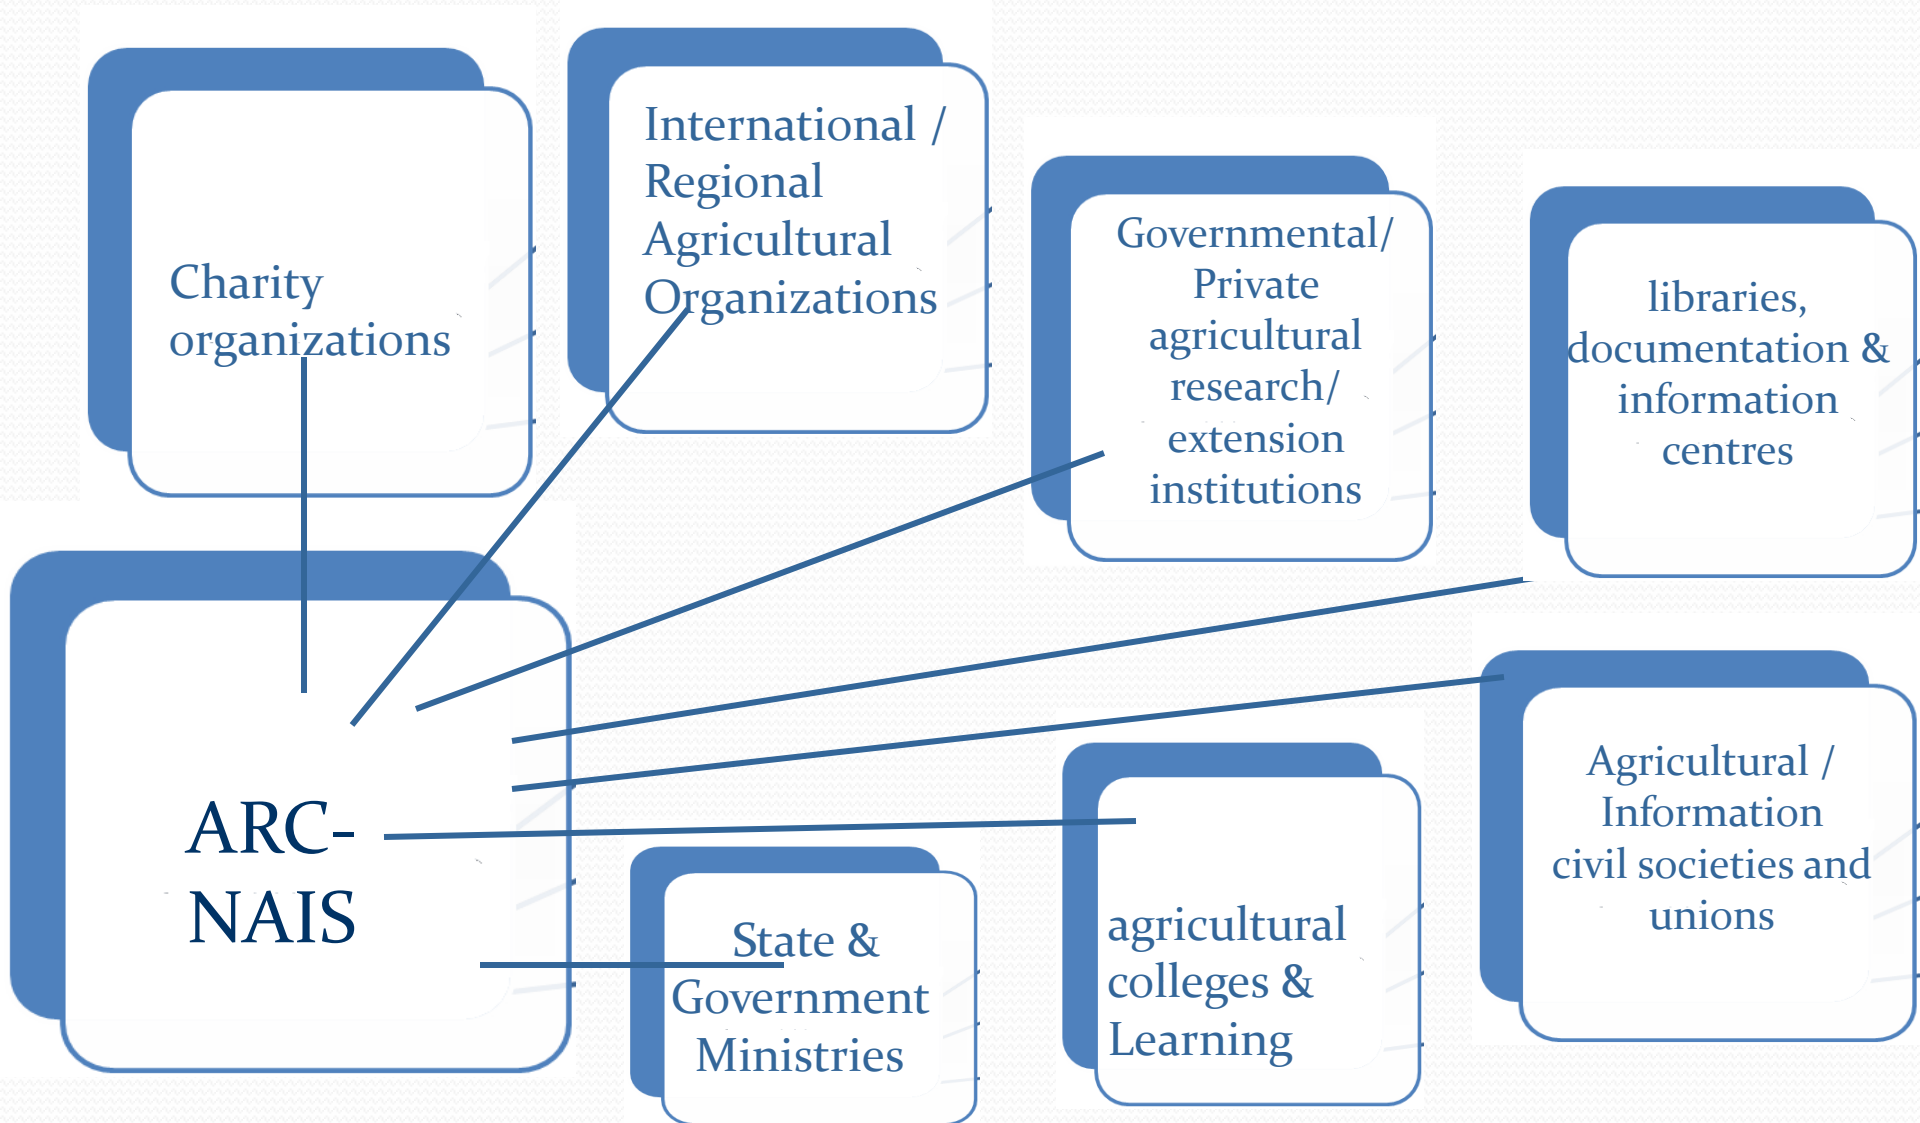 Charity
organizations
International /
Regional
Agricultural
Organizations
Governmental/
Private
agricultural
research/
extension
institutions
libraries,
documentation &
information
centres
ARC-
NAIS
State &
Government
Ministries
agricultural
colleges &
Learning
Agricultural /
Information
civil societies and
unions